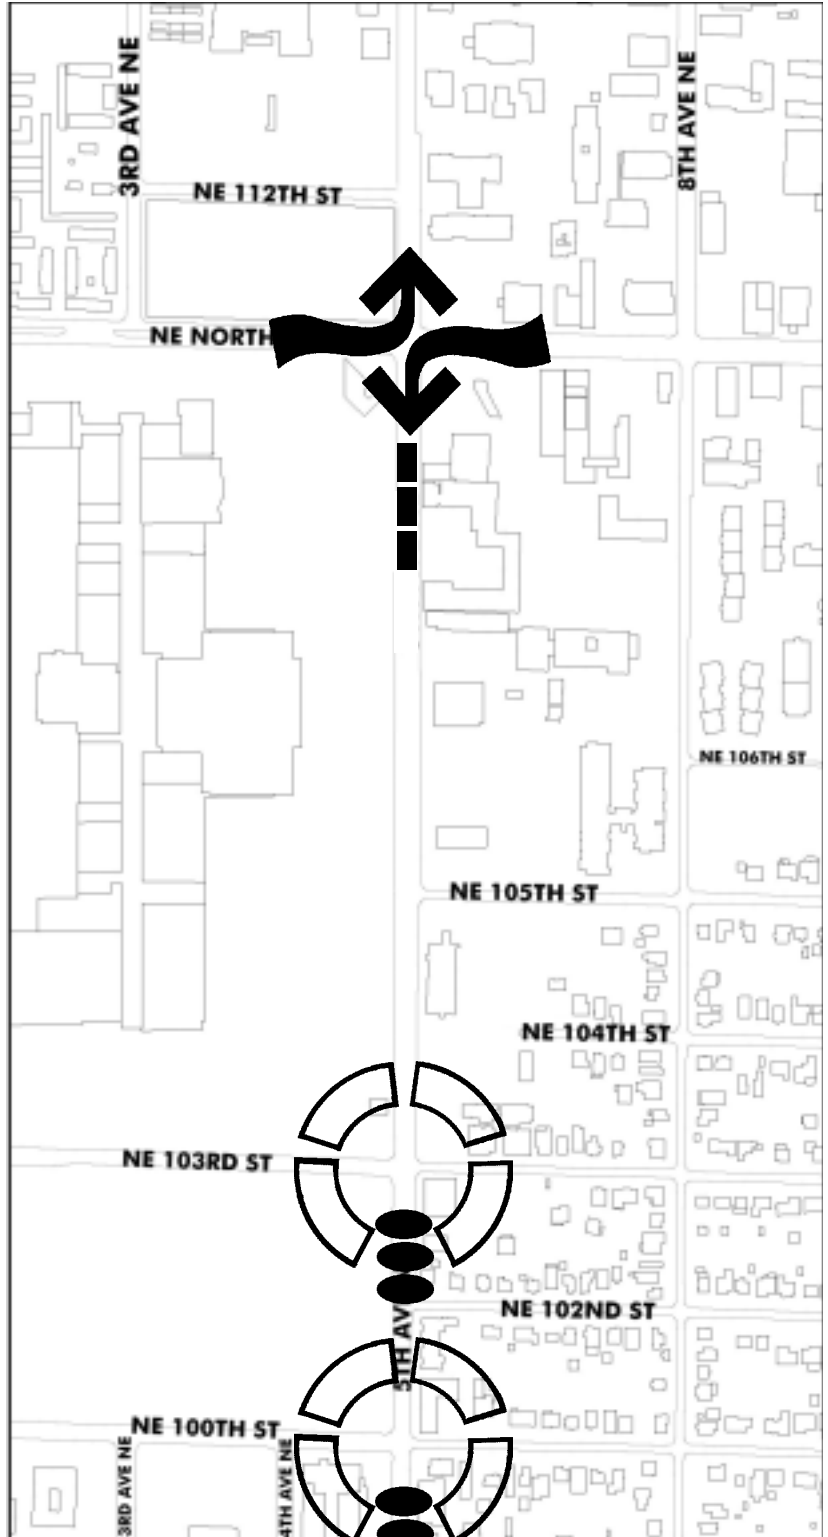 3RD AVE NE
8TH AVE NE
NE 112TH ST
NE NORTH
NE 106TH ST
NE 105TH ST
NE 104TH ST
NE 103RD ST
NE 102ND ST
5TH AV
NE 100TH ST
3RD AVE NE
4TH AVE NE